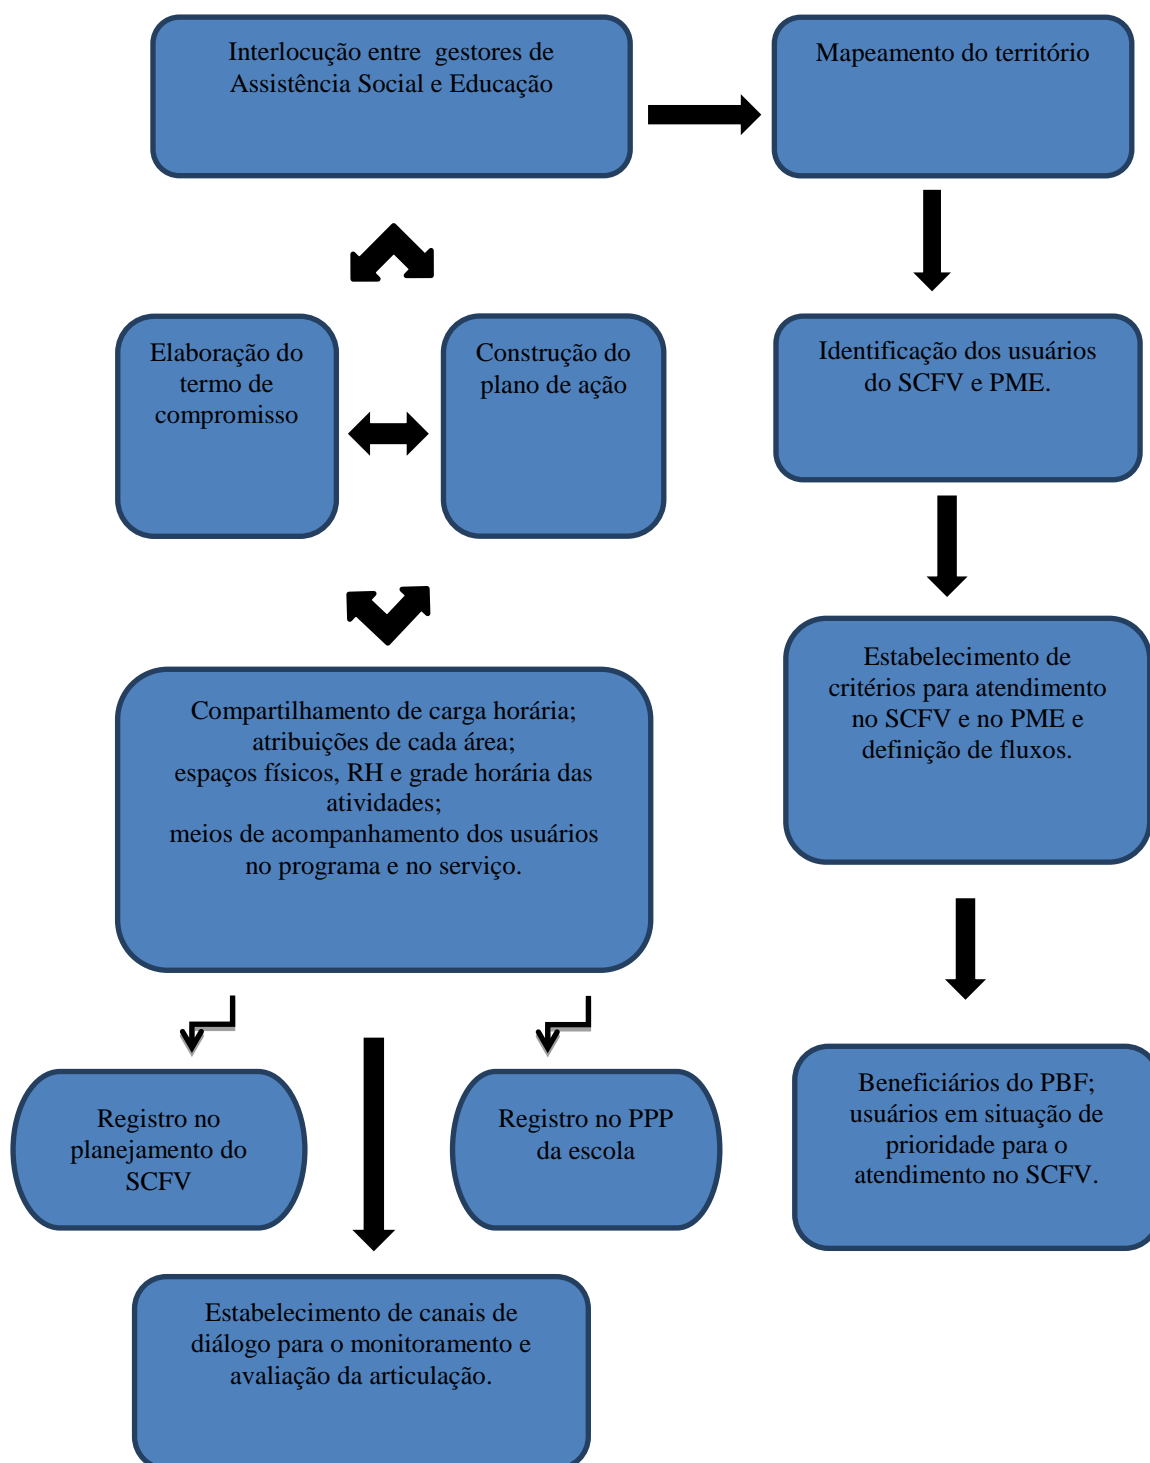 Interlocução entre gestores de
Assistência Social e Educação
Mapeamento do território
Elaboração do
termo de
compromisso
Construção do
plano de ação
Identificação dos usuários
do SCFV e PME.
Compartilhamento de carga horária;
atribuições de cada área;
espaços físicos, RH e grade horária das
atividades;
meios de acompanhamento dos usuários
no programa e no serviço.
Estabelecimento de
critérios para atendimento
no SCFV e no PME e
definição de fluxos.
Registro no
planejamento do
SCFV
Registro no PPP
da escola
Beneficiários do PBF;
usuários em situação de
prioridade para o
atendimento no SCFV.
Estabelecimento de canais de
diálogo para o monitoramento e
avaliação da articulação.